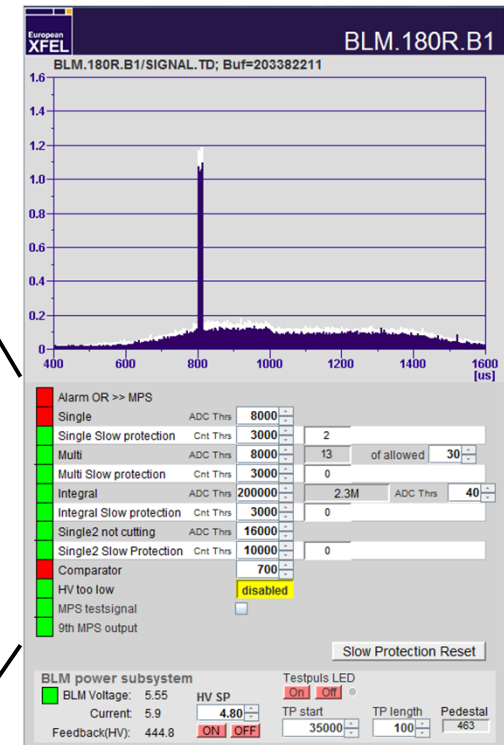 European
XFEL
BLM.180R.B1
BLM.180R.B1/SIGNAL.TD; Buf=203382211
1.6
1.4
1.2
1.0
0.8
0.6
0.4
0.2
0
400 600 800 1000 1200 1400 1600
[us]
Alarm OR >> MPS
Single ADC Thrs 8000
Single Slow protection Cnt Thrs 3000 2
Multi ADC Thrs 8000 13 of allowed 30
Multi Slow protection Cnt Thrs 3000 0
Integral ADC Thrs 200000 2.3M ADC Thrs 40
Integral Slow protection Cnt Thrs 3000 0
Single2 not cutting ADC Thrs 16000
Single2 Slow Protection Cnt Thrs 10000 0
Comparator 700
HV too low disabled
MPS testsignal
9th MPS output
Slow Protection Reset
BLM power subsystem Testpuls LED
BLM Voltage: 5.55 HV SP On Off
Current: 5.9 4.80 TP start TP length Pedestal
Feedback(HV): 444.8 ON OFF 35000 100 463